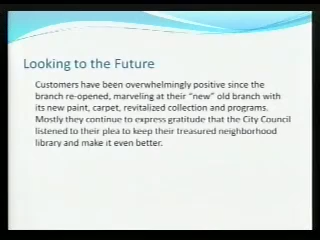 Looking to the Future
Customers have been overwhelmingly positive since the
branch re-opened, marveling at their "new" old branch with
its new paint, carpet, revitalized collection and programs.
Mostly they continue to express gratitude that the City Council
listened to their plea to keep their treasured neighborhood
library and make it even better.